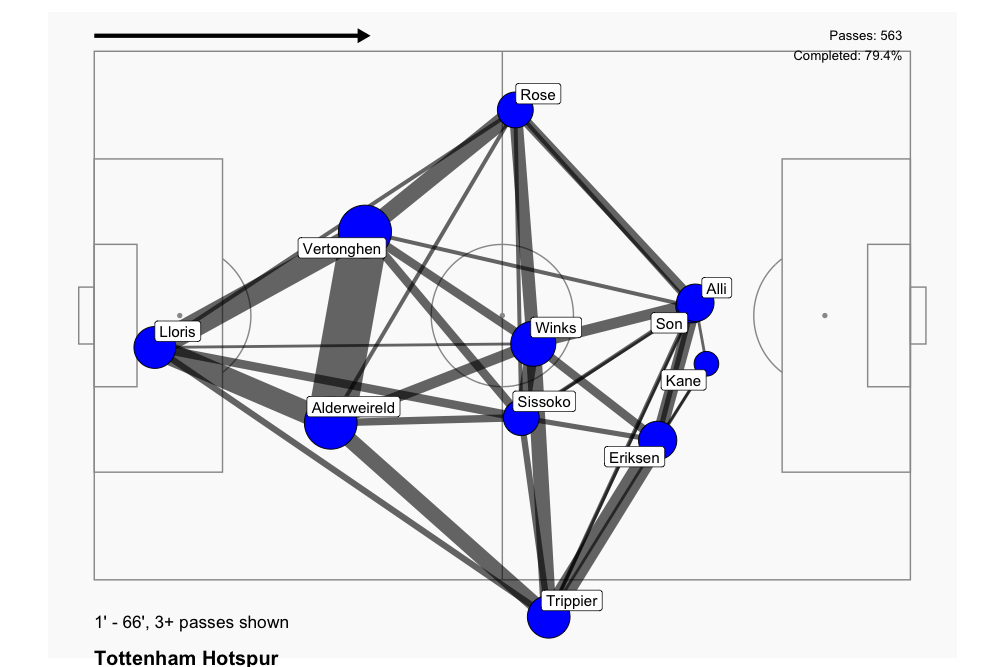 Passes: 563
Completed: 79.4%
Rose
Vertonghen
Alli
Son
Lloris
Winks
Kane
Alderweireld
Sissoko
Eriksen
Trippier
1' - 66', 3+ passes shown
Tottenham Hotspur